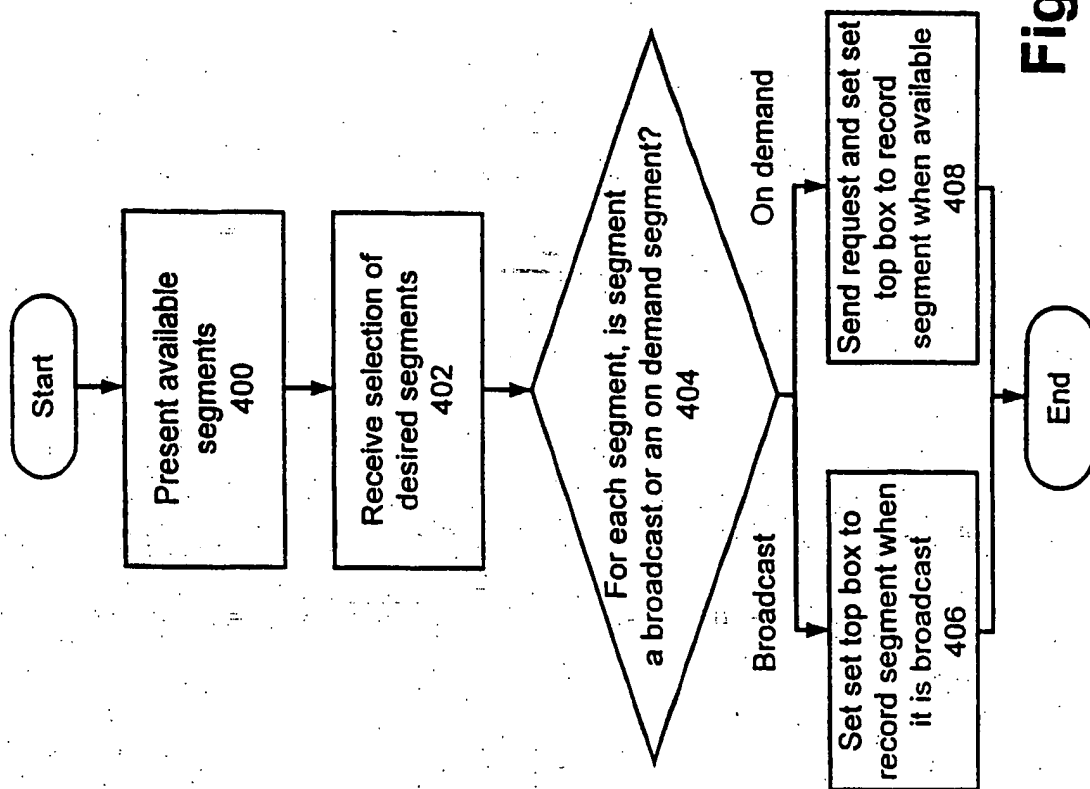 Start
Present available
segments
400
Receive selection of
desired segments
402
For each segment, is segment
a broadcast or an on demand segment?
404
Broadcast
On demand
Set set top box to
record segment when
it is broadcast
406
Send request and set set
top box to record
segment when available
408
End
Fig